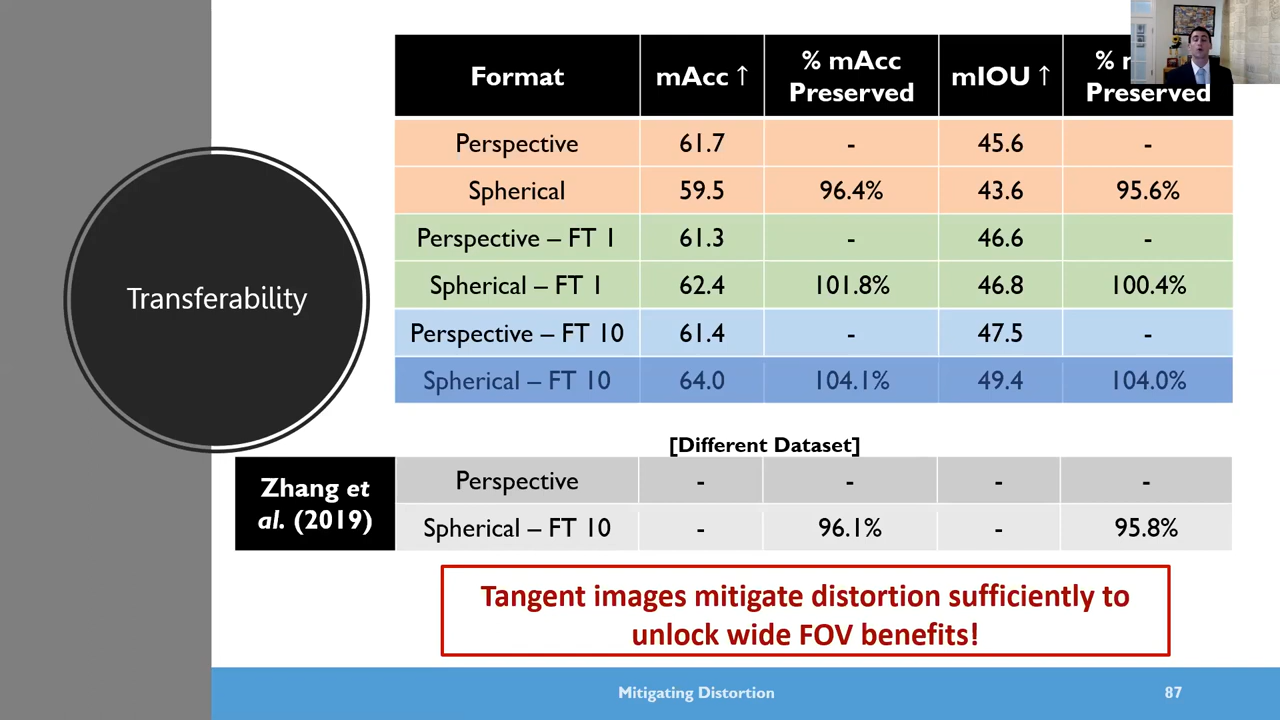 Transferability
Format mAcc ↑ % mAcc Preserved mIOU ↑ % Preserved
Perspective 61.7 - 45.6 -
Spherical 59.5 96.4% 43.6 95.6%
Perspective – FT 1 61.3 - 46.6 -
Spherical – FT 1 62.4 101.8% 46.8 100.4%
Perspective – FT 10 61.4 - 47.5 -
Spherical – FT 10 64.0 104.1% 49.4 104.0%
[Different Dataset]
Zhang et
al. (2019)
Perspective - - - -
Spherical – FT 10 - 96.1% - 95.8%
Tangent images mitigate distortion sufficiently to
unlock wide FOV benefits!
Mitigating Distortion 87